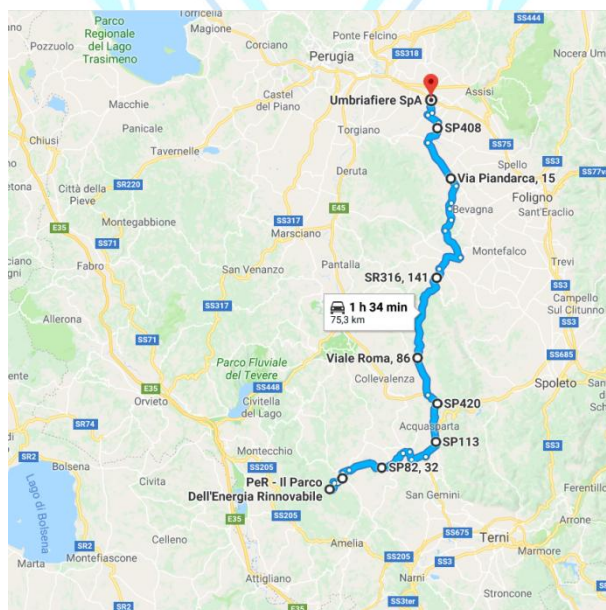 Torricella
SS444
Parco
Regionale
del Lago
Trasimeno
Magione
Corciano
Ponte Felcino
SS318
Pozzuolo
Perugia
Nocera Um
Umbriafiere SpA
Assisi
Macchie
Castel
del Piano
SP408
Chiusi
Panicale
Torgiano
SS75
Tavernelle
Spello
SS3
SS77v
Deruta
Via Piandarca, 15
SR220
Città della
Pieve
E45
Foligno
SS317
Bevagna
Sant'Eraclio
E35
Montegabbione
Marsciano
SS71
Montefalco
Trevi
Fabro
San Venanzo
Pantalla
SR316, 141
SS3
SS317
1 h 34 min
75,3 km
Campello
Sul Clitunno
Allerona
SS71
Parco Fluviale
del Tevere
Viale Roma, 86
SS3
SS685
E35
SS448
Collevalenza
Spoleto
Orvieto
Civitella
del Lago
SP420
SR74
Acquasparta
Montecchio
SP113
SR2
Bolsena
SS205
SP82, 32
Civita
PeR - Il Parco
Dell'Energia Rinnovabile
San Gemini
Ferentillo
Lago di Bolsena
E35
SS205
SS3
Arrone
Celleno
Amelia
SS675
Terni
SR2
SS205
Marmore
Marta
Montefiascone
Attigliano
Narni
SS3
Stroncone
E35
SS3ter